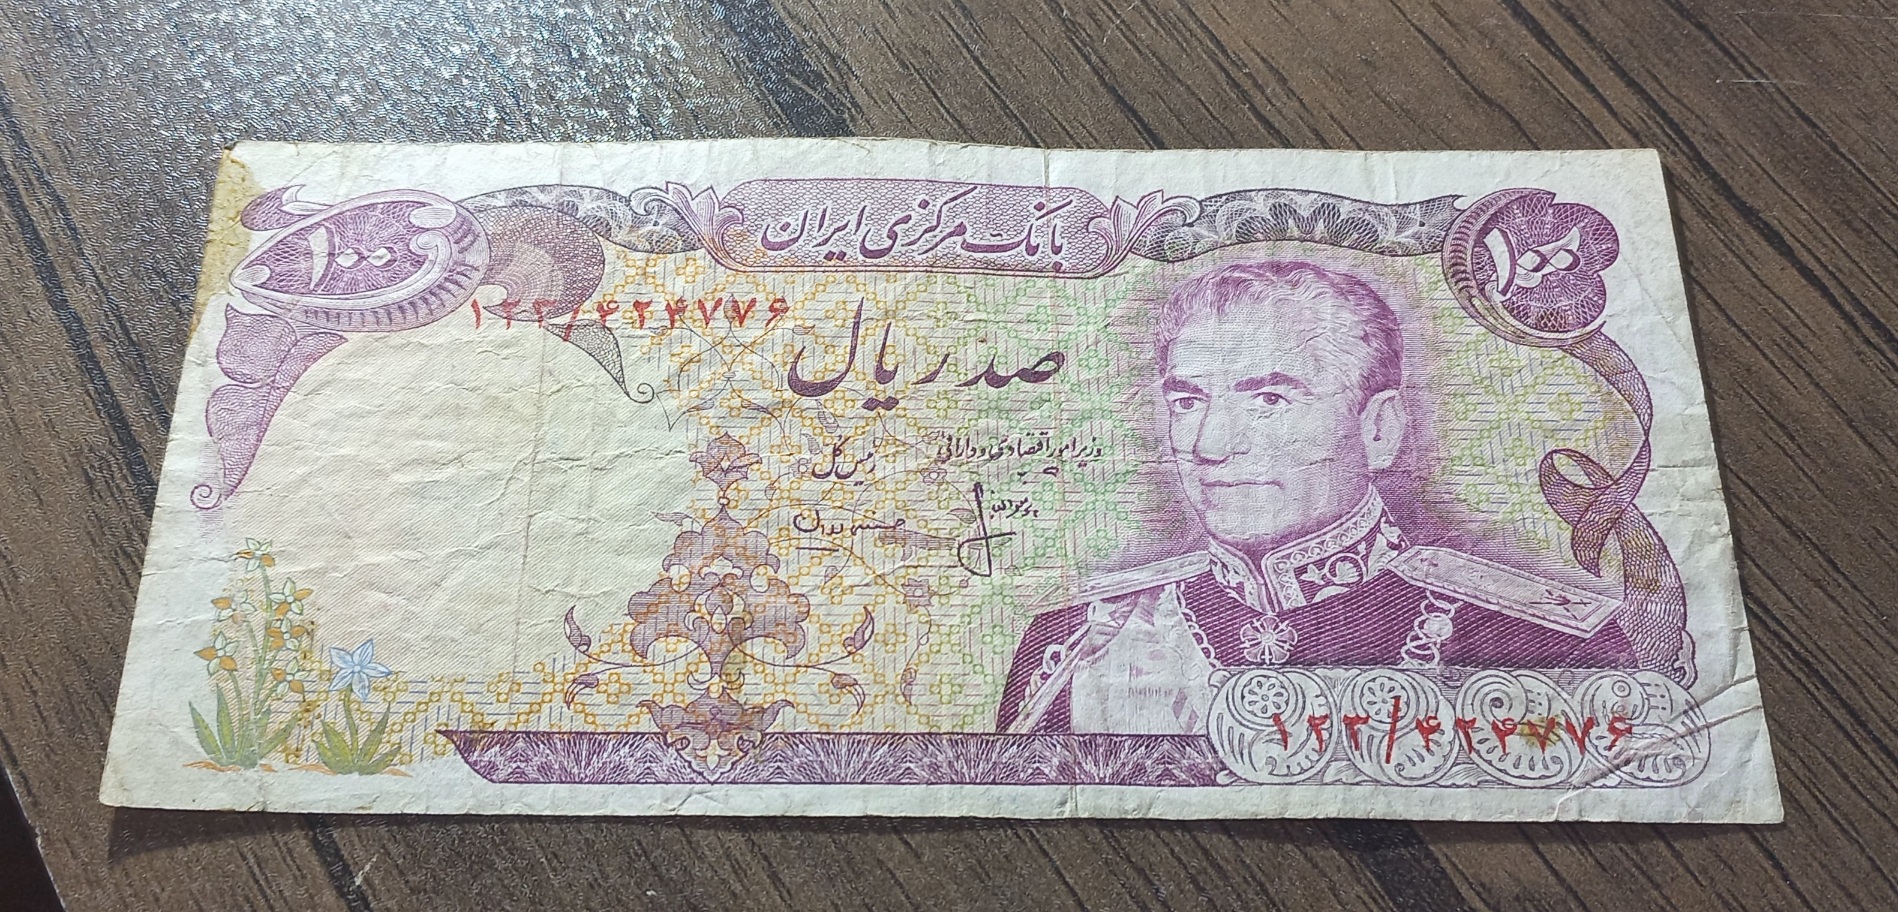 بانک مرکزی ایران
۱۰۰
۱۰۰
۱۲۳/۴۲۴۷۷۶
صد ریال
وزیر امور اقتصادی و دارائی
رئیس کل
۱۲۳/۴۲۴۷۷۶